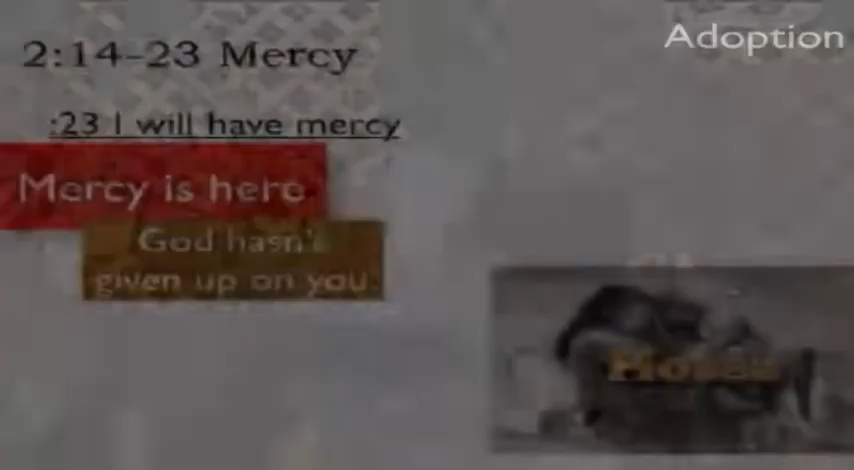 2:14-23 Mercy
Adoption
:23 I will have mercy
Mercy is here
God hasn't
given up on you
Hosea